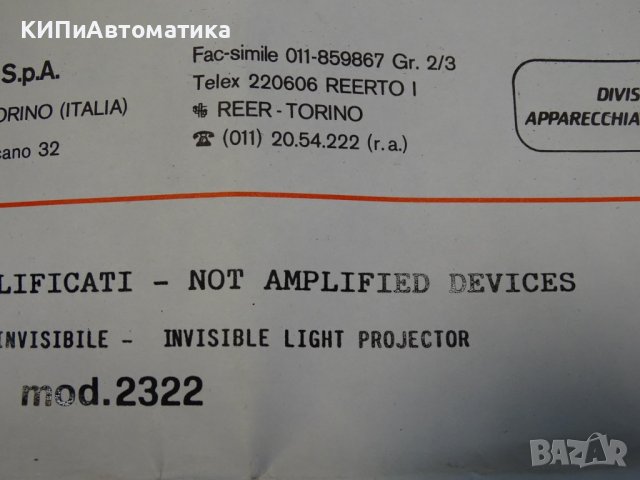 КИПиАвтоматика
S.p.A.
ORINO (ITALIA)
cano 32
Fac-simile 011-859867 Gr. 2/3
Telex 220606 REERTO I
REER - TORINO
☎ (011) 20.54.222 (r.a.)
DIVIS
APPARECCHIA
LIFICATI - NOT AMPLIFIED DEVICES
INVISIBILE - INVISIBLE LIGHT PROJECTOR
mod.2322
BAZAR